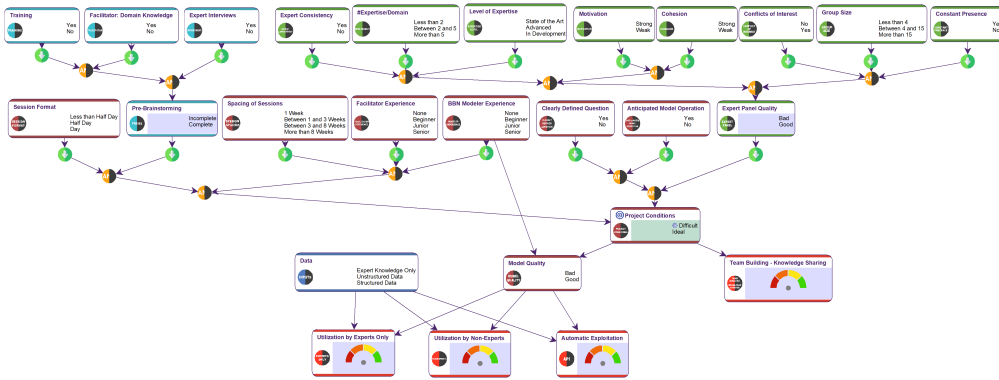 Training
Yes
No
Facilitator: Domain Knowledge
Yes
No
Expert Interviews
Yes
No
Expert Consistency
Yes
No
#Expertise/Domain
Less than 2
Between 2 and 5
More than 5
Level of Expertise
State of the Art
Advanced
In Development
Motivation
Strong
Weak
Cohesion
Strong
Weak
Conflicts of Interest
No
Yes
Group Size
Less than 4
Between 4 and 15
More than 15
Constant Presence
No
Session Format
Less than Half Day
Half Day
Day
Pre-Brainstorming
Incomplete
Complete
Spacing of Sessions
1 Week
Between 1 and 3 Weeks
Between 3 and 8 Weeks
More than 8 Weeks
Facilitator Experience
None
Beginner
Junior
Senior
BBN Modeler Experience
None
Beginner
Junior
Senior
Clearly Defined Question
Yes
No
Anticipated Model Operation
Yes
No
Expert Panel Quality
Bad
Good
Project Conditions
Difficult
Ideal
Data
Expert Knowledge Only
Unstructured Data
Structured Data
Model Quality
Bad
Good
Team Building - Knowledge Sharing
Utilization by Experts Only
Utilization by Non-Experts
Automatic Exploitation
API